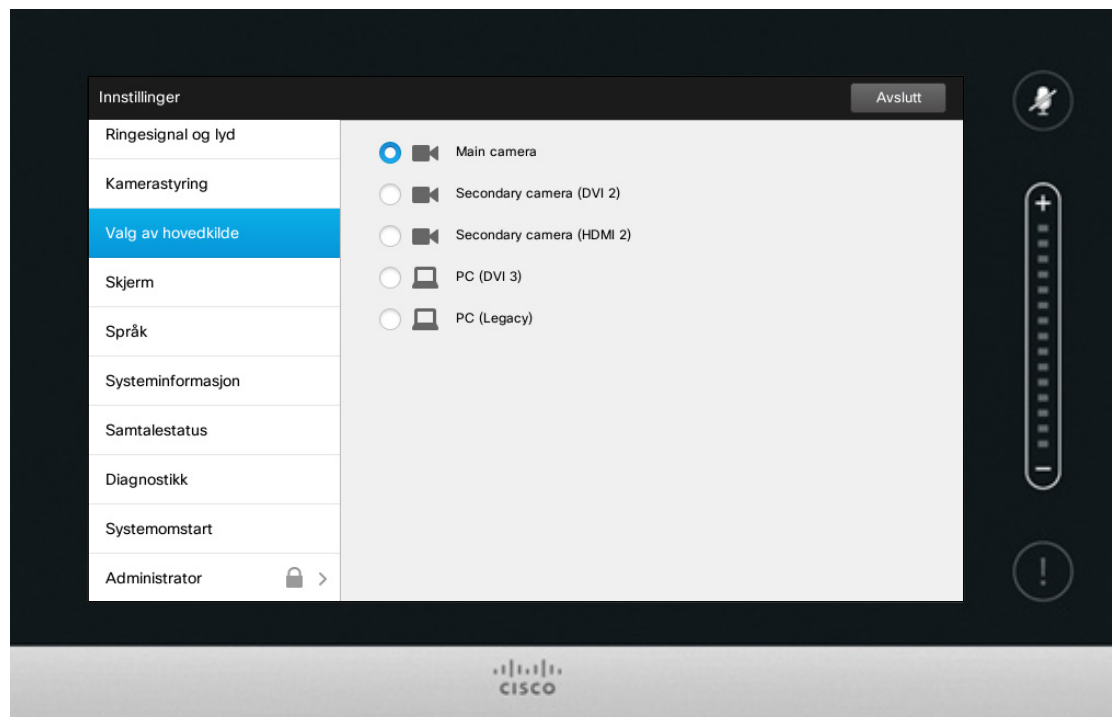 Innstillinger
Avslutt
Ringesignal og lyd
Kamerastyring
Valg av hovedkilde
Skjerm
Språk
Systeminformasjon
Samtalestatus
Diagnostikk
Systemomstart
Administrator
Main camera
Secondary camera (DVI 2)
Secondary camera (HDMI 2)
PC (DVI 3)
PC (Legacy)
+
−
!
CISCO